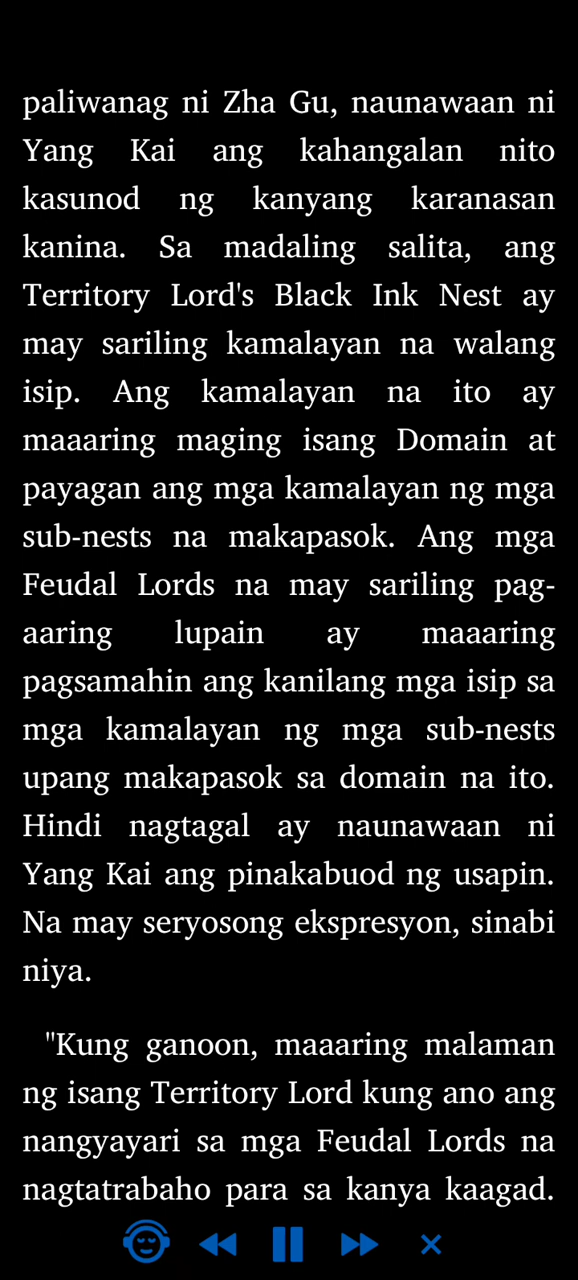 paliwanag ni Zha Gu, naunawaan ni
Yang Kai ang kahangalan nito
kasunod ng kanyang karanasan
kanina. Sa madaling salita, ang
Territory Lord's Black Ink Nest ay
may sariling kamalayan na walang
isip. Ang kamalayan na ito ay
maaaring maging isang Domain at
payagan ang mga kamalayan ng mga
sub-nests na makapasok. Ang mga
Feudal Lords na may sariling pag-
aaring lupain ay maaaring
pagsamahin ang kanilang mga isip sa
mga kamalayan ng mga sub-nests
upang makapasok sa domain na ito.
Hindi nagtagal ay naunawaan ni
Yang Kai ang pinakabuod ng usapin.
Na may seryosong ekspresyon, sinabi
niya.
"Kung ganoon, maaaring malaman
ng isang Territory Lord kung ano ang
nangyayari sa mga Feudal Lords na
nagtatrabaho para sa kanya kaagad.